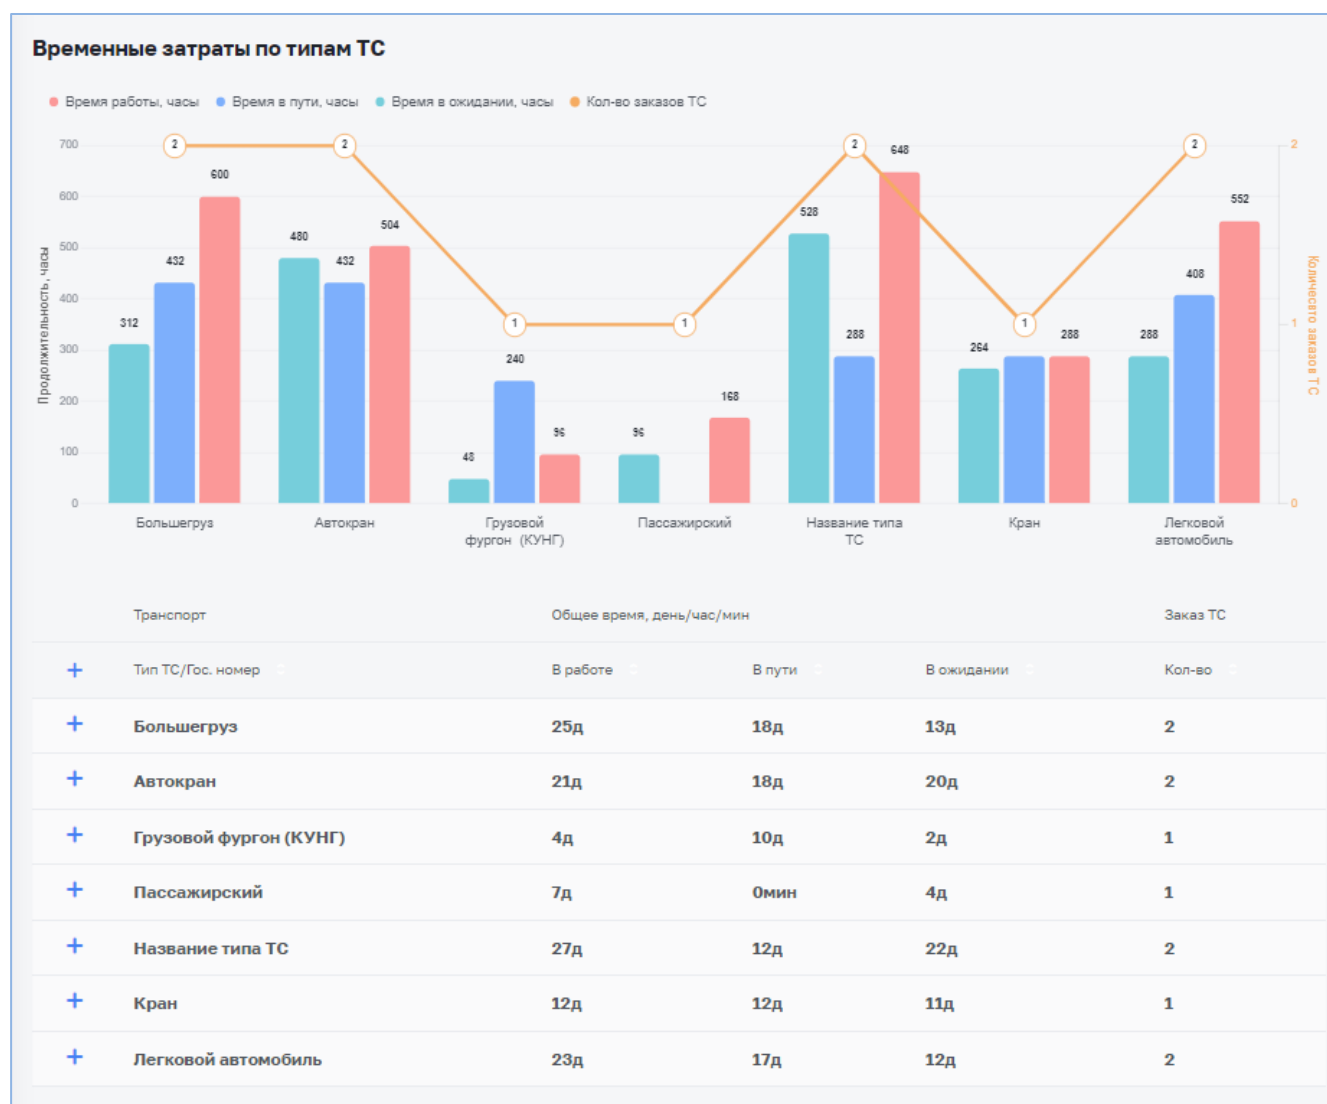 Временные затраты по типам ТС
Время работы, часы Время в пути, часы Время в ожидании, часы Кол-во заказов ТС
Продолжительность, часы
700
600
500
400
300
200
100
0
2 2 1 1 2 1 2
312 432 600
480 432 504
48 240 96
96 168
528 288 648
264 288
288 408 552
2
1
0
Количесвто заказов ТС
Большегруз
Автокран
Грузовой
фургон (КУНГ)
Пассажирский
Название типа
ТС
Кран
Легковой
автомобиль
Транспорт Общее время, день/час/мин Заказ ТС
+ Тип ТС/Гос. номер В работе В пути В ожидании Кол-во
+ Большегруз 25д 18д 13д 2
+ Автокран 21д 18д 20д 2
+ Грузовой фургон (КУНГ) 4д 10д 2д 1
+ Пассажирский 7д 0мин 4д 1
+ Название типа ТС 27д 12д 22д 2
+ Кран 12д 12д 11д 1
+ Легковой автомобиль 23д 17д 12д 2